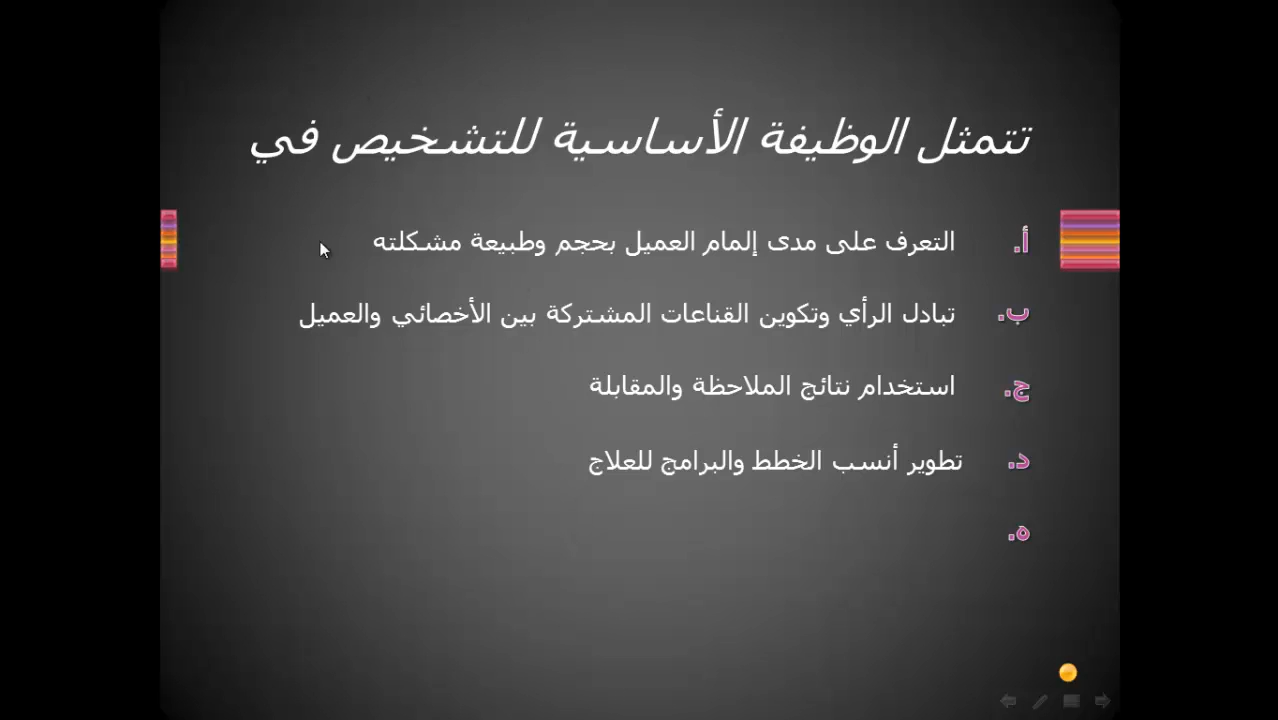 تتمثل الوظيفة الأساسية للتشخيص في
أ. التعرف على مدى إلمام العميل بحجم وطبيعة مشكلته
ب. تبادل الرأي وتكوين القناعات المشتركة بين الأخصائي والعميل
ج. استخدام نتائج الملاحظة والمقابلة
د. تطوير أنسب الخطط والبرامج للعلاج
ه.